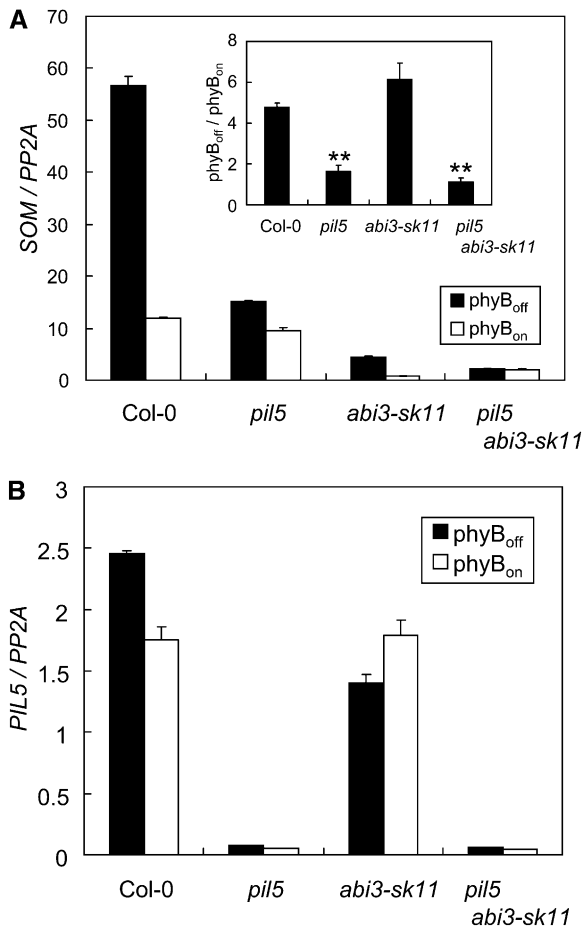 A
SOM / PP2A
70
60
50
40
30
20
10
0
phyBoff / phyBon
8
6
4
2
0
**
**
Col-0 pil5 abi3-sk11 pil5
abi3-sk11
phyBoff
phyBon
Col-0 pil5 abi3-sk11 pil5
abi3-sk11
B
PIL5 / PP2A
3
2.5
2
1.5
1
0.5
0
phyBoff
phyBon
Col-0 pil5 abi3-sk11 pil5
abi3-sk11